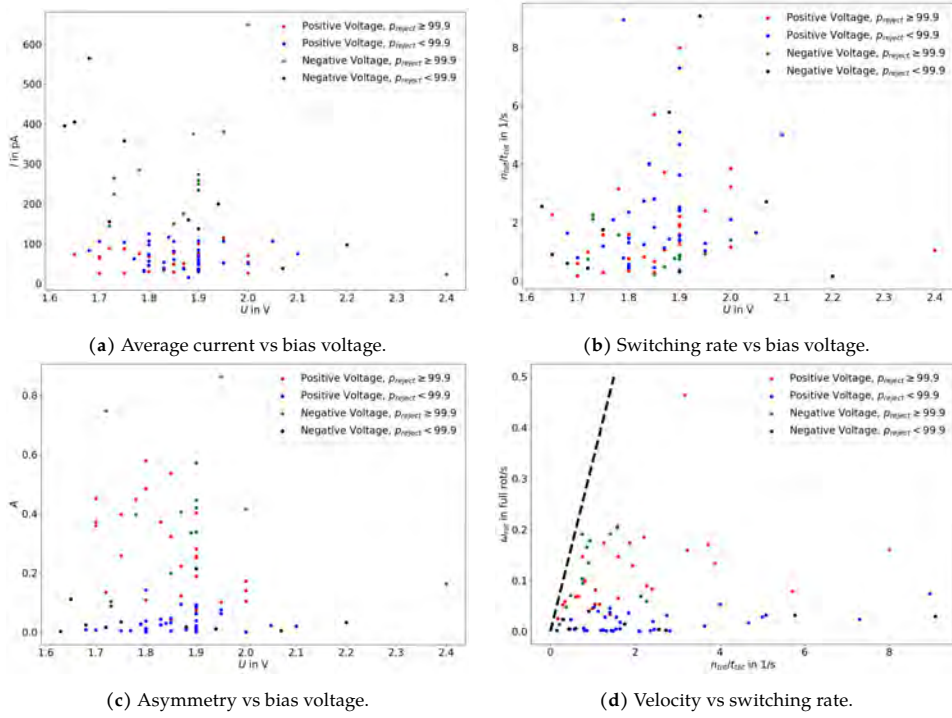 Positive Voltage, p_reject ≥ 99.9
Positive Voltage, p_reject < 99.9
Negative Voltage, p_reject ≥ 99.9
Negative Voltage, p_reject < 99.9
600
500
400
300
200
100
0
I in pA
1.6 1.7 1.8 1.9 2.0 2.1 2.2 2.3 2.4
U in V
(a) Average current vs bias voltage.
Positive Voltage, p_reject ≥ 99.9
Positive Voltage, p_reject < 99.9
Negative Voltage, p_reject ≥ 99.9
Negative Voltage, p_reject < 99.9
8
6
4
2
0
n_tot/t_tot in 1/s
1.6 1.7 1.8 1.9 2.0 2.1 2.2 2.3 2.4
U in V
(b) Switching rate vs bias voltage.
Positive Voltage, p_reject ≥ 99.9
Positive Voltage, p_reject < 99.9
Negative Voltage, p_reject ≥ 99.9
Negative Voltage, p_reject < 99.9
0.8
0.6
0.4
0.2
0.0
A
1.6 1.7 1.8 1.9 2.0 2.1 2.2 2.3 2.4
U in V
(c) Asymmetry vs bias voltage.
Positive Voltage, p_reject ≥ 99.9
Positive Voltage, p_reject < 99.9
Negative Voltage, p_reject ≥ 99.9
Negative Voltage, p_reject < 99.9
0.5
0.4
0.3
0.2
0.1
0.0
ω_tot in full rot/s
0 2 4 6 8
n_tot/t_tot in 1/s
(d) Velocity vs switching rate.